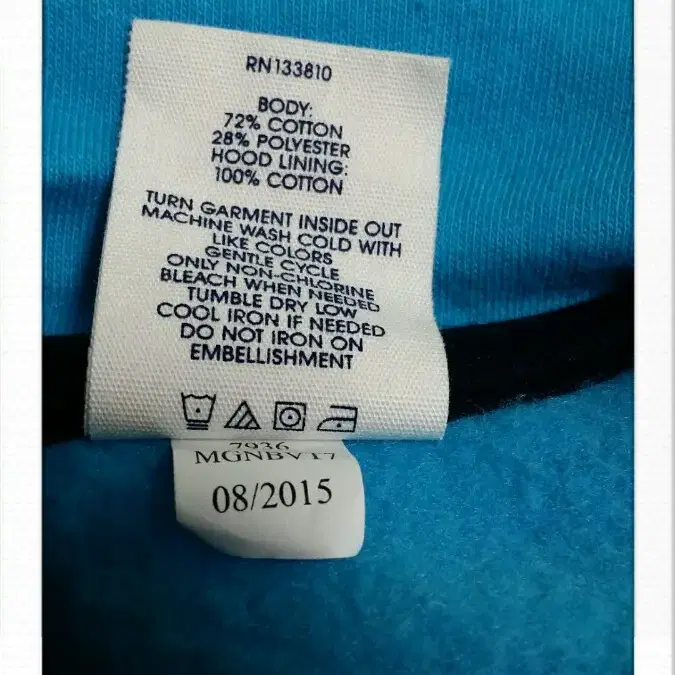 RN133810
BODY:
72% COTTON
28% POLYESTER
HOOD LINING:
100% COTTON
TURN GARMENT INSIDE OUT
MACHINE WASH COLD WITH
LIKE COLORS
GENTLE CYCLE
ONLY NON-CHLORINE
BLEACH WHEN NEEDED
TUMBLE DRY LOW
COOL IRON IF NEEDED
DO NOT IRON ON
EMBELLISHMENT
7936
MGNBV17
08/2015